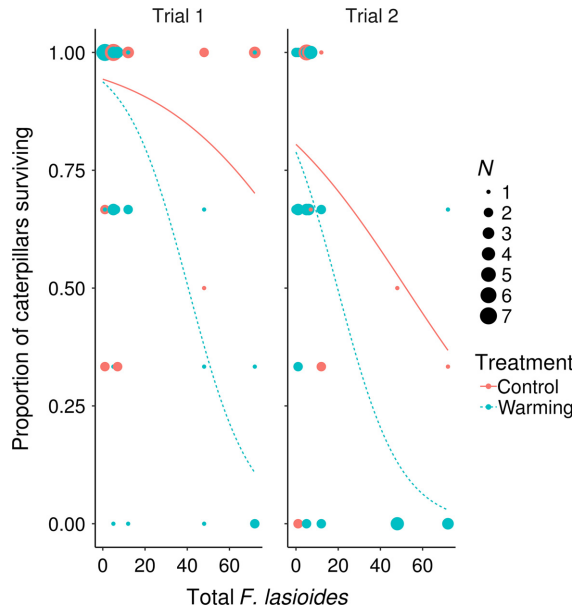 Trial 1
Trial 2
Proportion of caterpillars surviving
1.00
0.75
0.50
0.25
0.00
0
20
40
60
0
20
40
60
Total F. lasioides
N
1
2
3
4
5
6
7
Treatment
Control
Warming